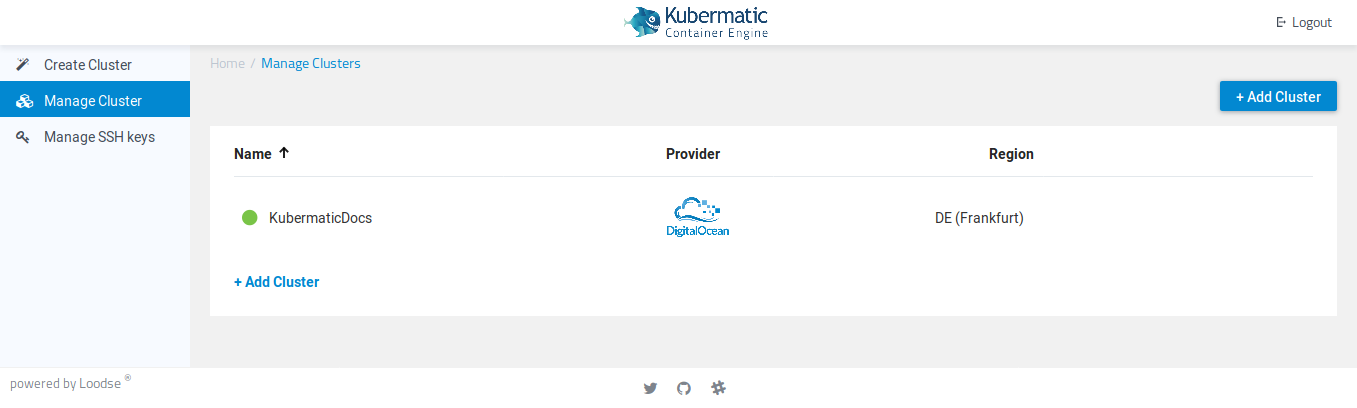 Kubermatic
Container Engine
Logout
Create Cluster
Manage Cluster
Manage SSH keys
Home / Manage Clusters
+ Add Cluster
Name Provider Region
KubermaticDocs DigitalOcean DE (Frankfurt)
+ Add Cluster
powered by Loodse ®